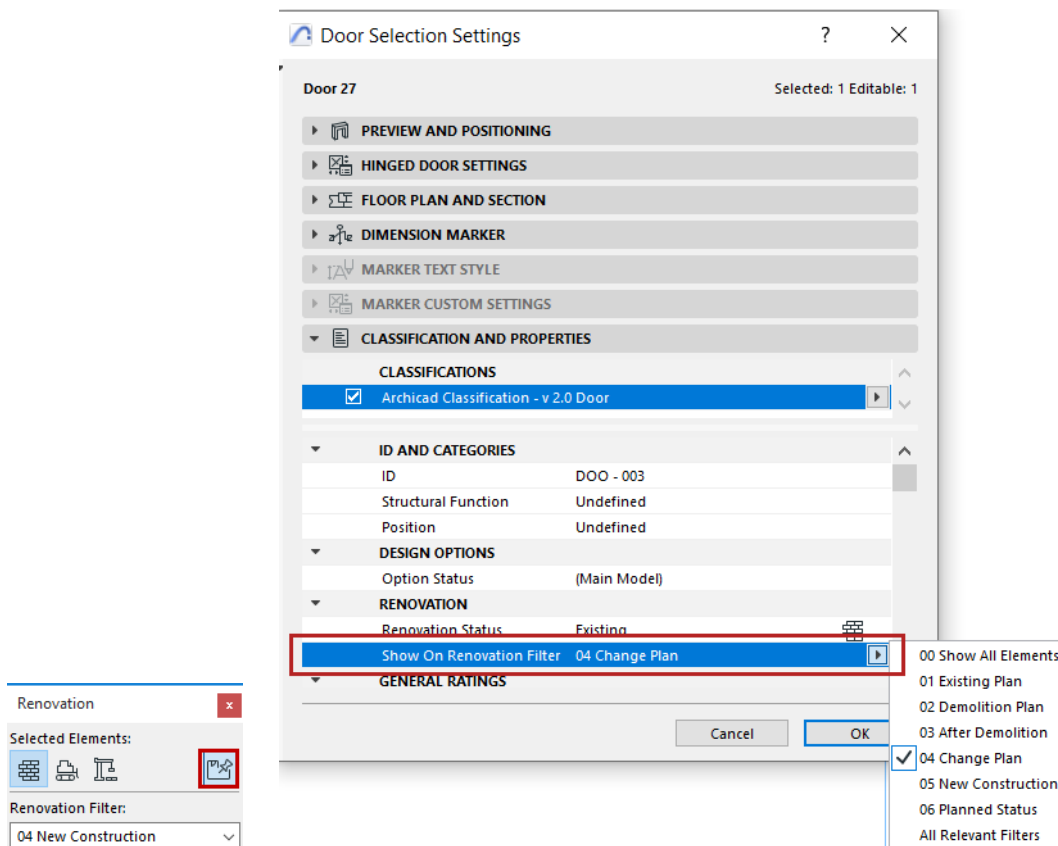 Door Selection Settings ? ×
Door 27 Selected: 1 Editable: 1
PREVIEW AND POSITIONING
HINGED DOOR SETTINGS
FLOOR PLAN AND SECTION
DIMENSION MARKER
MARKER TEXT STYLE
MARKER CUSTOM SETTINGS
CLASSIFICATION AND PROPERTIES
CLASSIFICATIONS
Archicad Classification - v 2.0 Door
ID AND CATEGORIES
ID DOO - 003
Structural Function Undefined
Position Undefined
DESIGN OPTIONS
Option Status (Main Model)
RENOVATION
Renovation Status Existing
Show On Renovation Filter 04 Change Plan
GENERAL RATINGS
Cancel OK
00 Show All Elements
01 Existing Plan
02 Demolition Plan
03 After Demolition
04 Change Plan
05 New Construction
06 Planned Status
All Relevant Filters
Renovation x
Selected Elements:
Renovation Filter:
04 New Construction